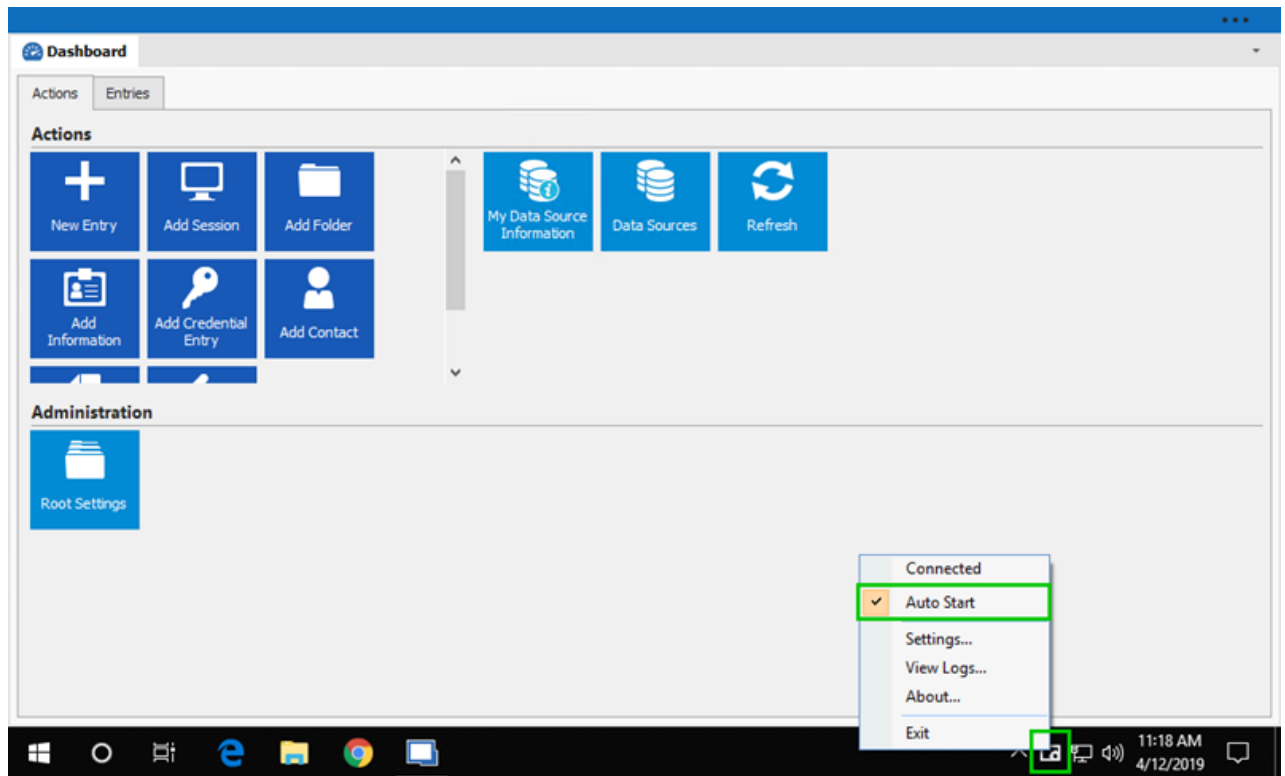 Dashboard
Actions Entries
Actions
New Entry
Add Session
Add Folder
My Data Source
Information
Data Sources
Refresh
Add
Information
Add Credential
Entry
Add Contact
Administration
Root Settings
Connected
Auto Start
Settings...
View Logs...
About...
Exit
11:18 AM
4/12/2019